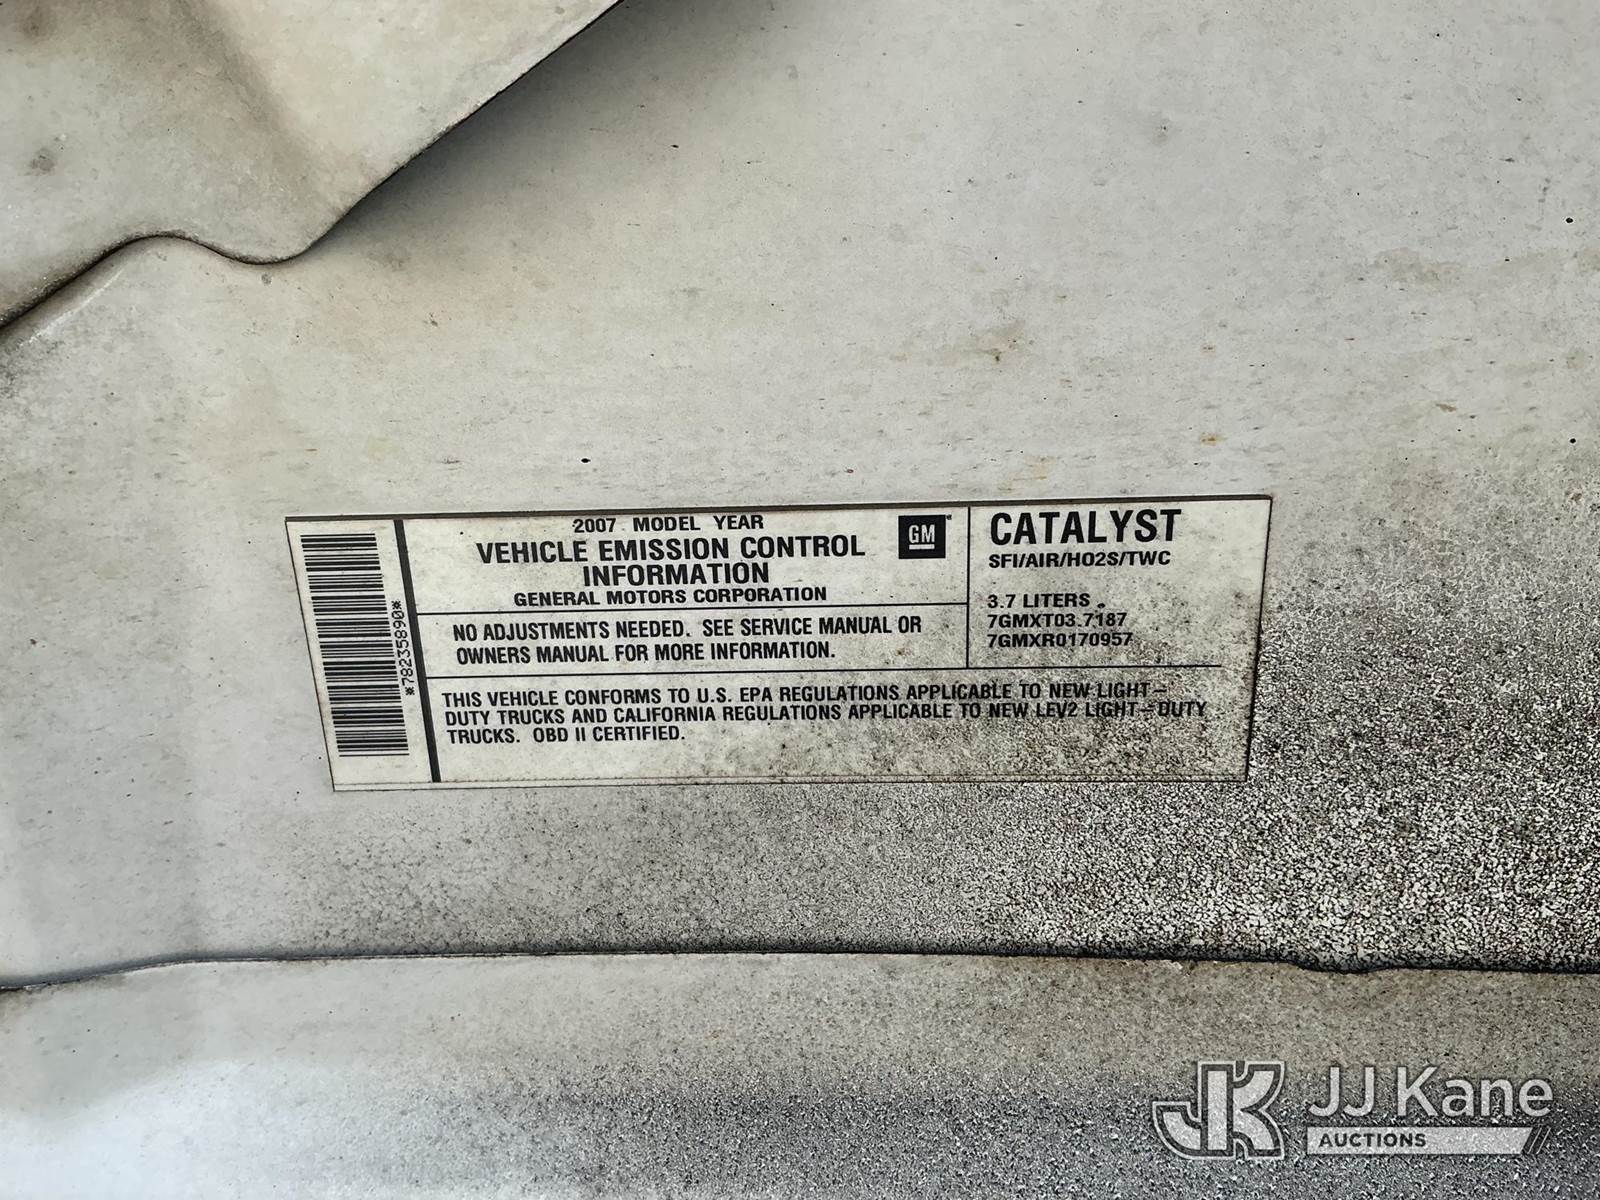 *78235890*
2007 MODEL YEAR
VEHICLE EMISSION CONTROL
INFORMATION
GENERAL MOTORS CORPORATION
GM
CATALYST
SFI/AIR/HO2S/TWC
3.7 LITERS
7GMXT03.7187
7GMXR0170957
NO ADJUSTMENTS NEEDED. SEE SERVICE MANUAL OR
OWNERS MANUAL FOR MORE INFORMATION.
THIS VEHICLE CONFORMS TO U.S. EPA REGULATIONS APPLICABLE TO NEW LIGHT-
DUTY TRUCKS AND CALIFORNIA REGULATIONS APPLICABLE TO NEW LEV2 LIGHT-DUTY
TRUCKS. OBD II CERTIFIED.
JK JJ Kane
AUCTIONS